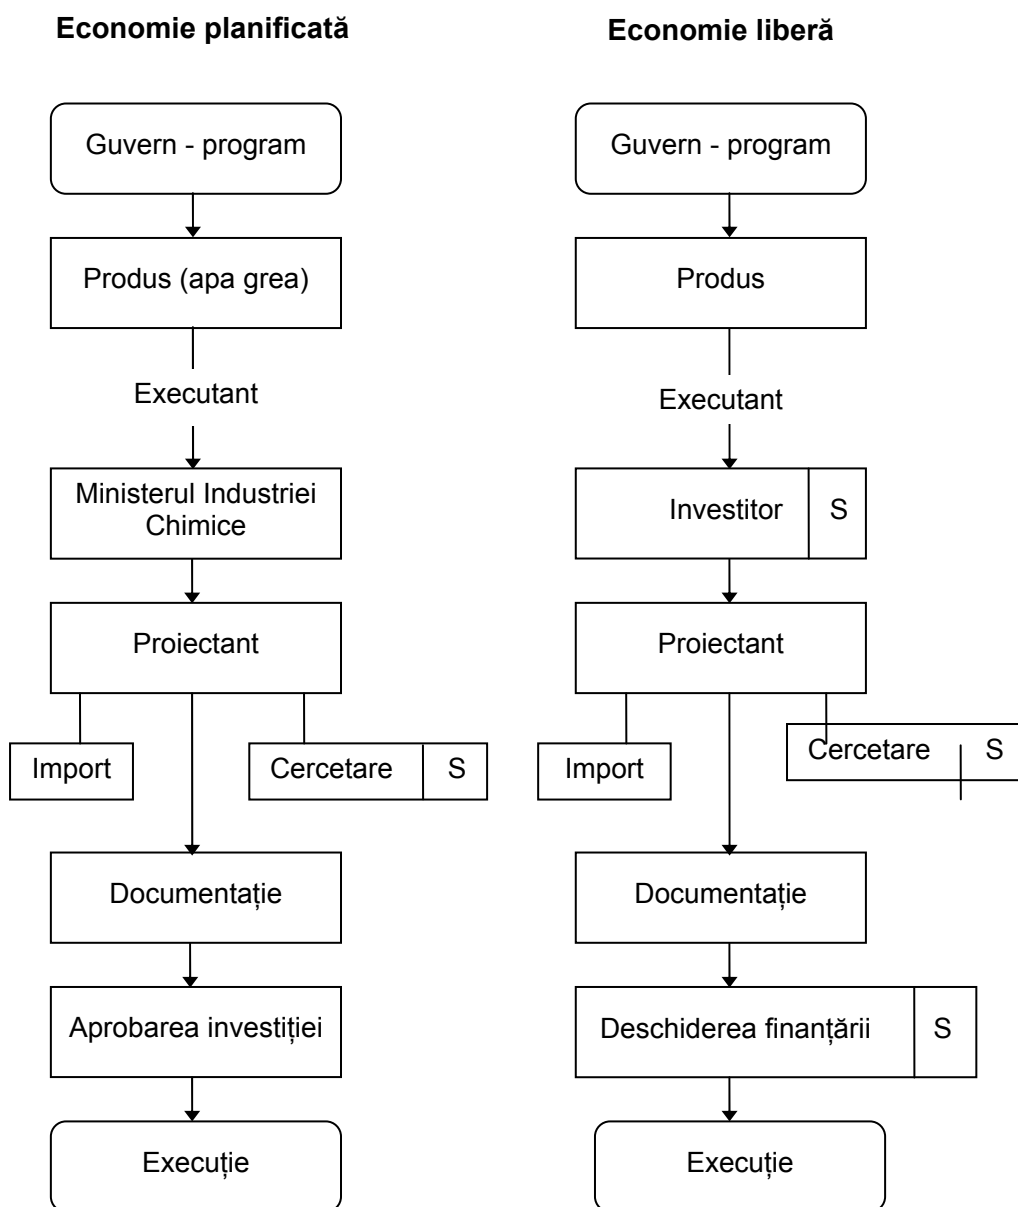 Economie planificată
Guvern - program
Produs (apa grea)
Executant
Ministerul Industriei
Chimice
Proiectant
Import
Cercetare S
Documentație
Aprobarea investiției
Execuție
Economie liberă
Guvern - program
Produs
Executant
Investitor S
Proiectant
Import
Cercetare S
Documentație
Deschiderea finanțării S
Execuție